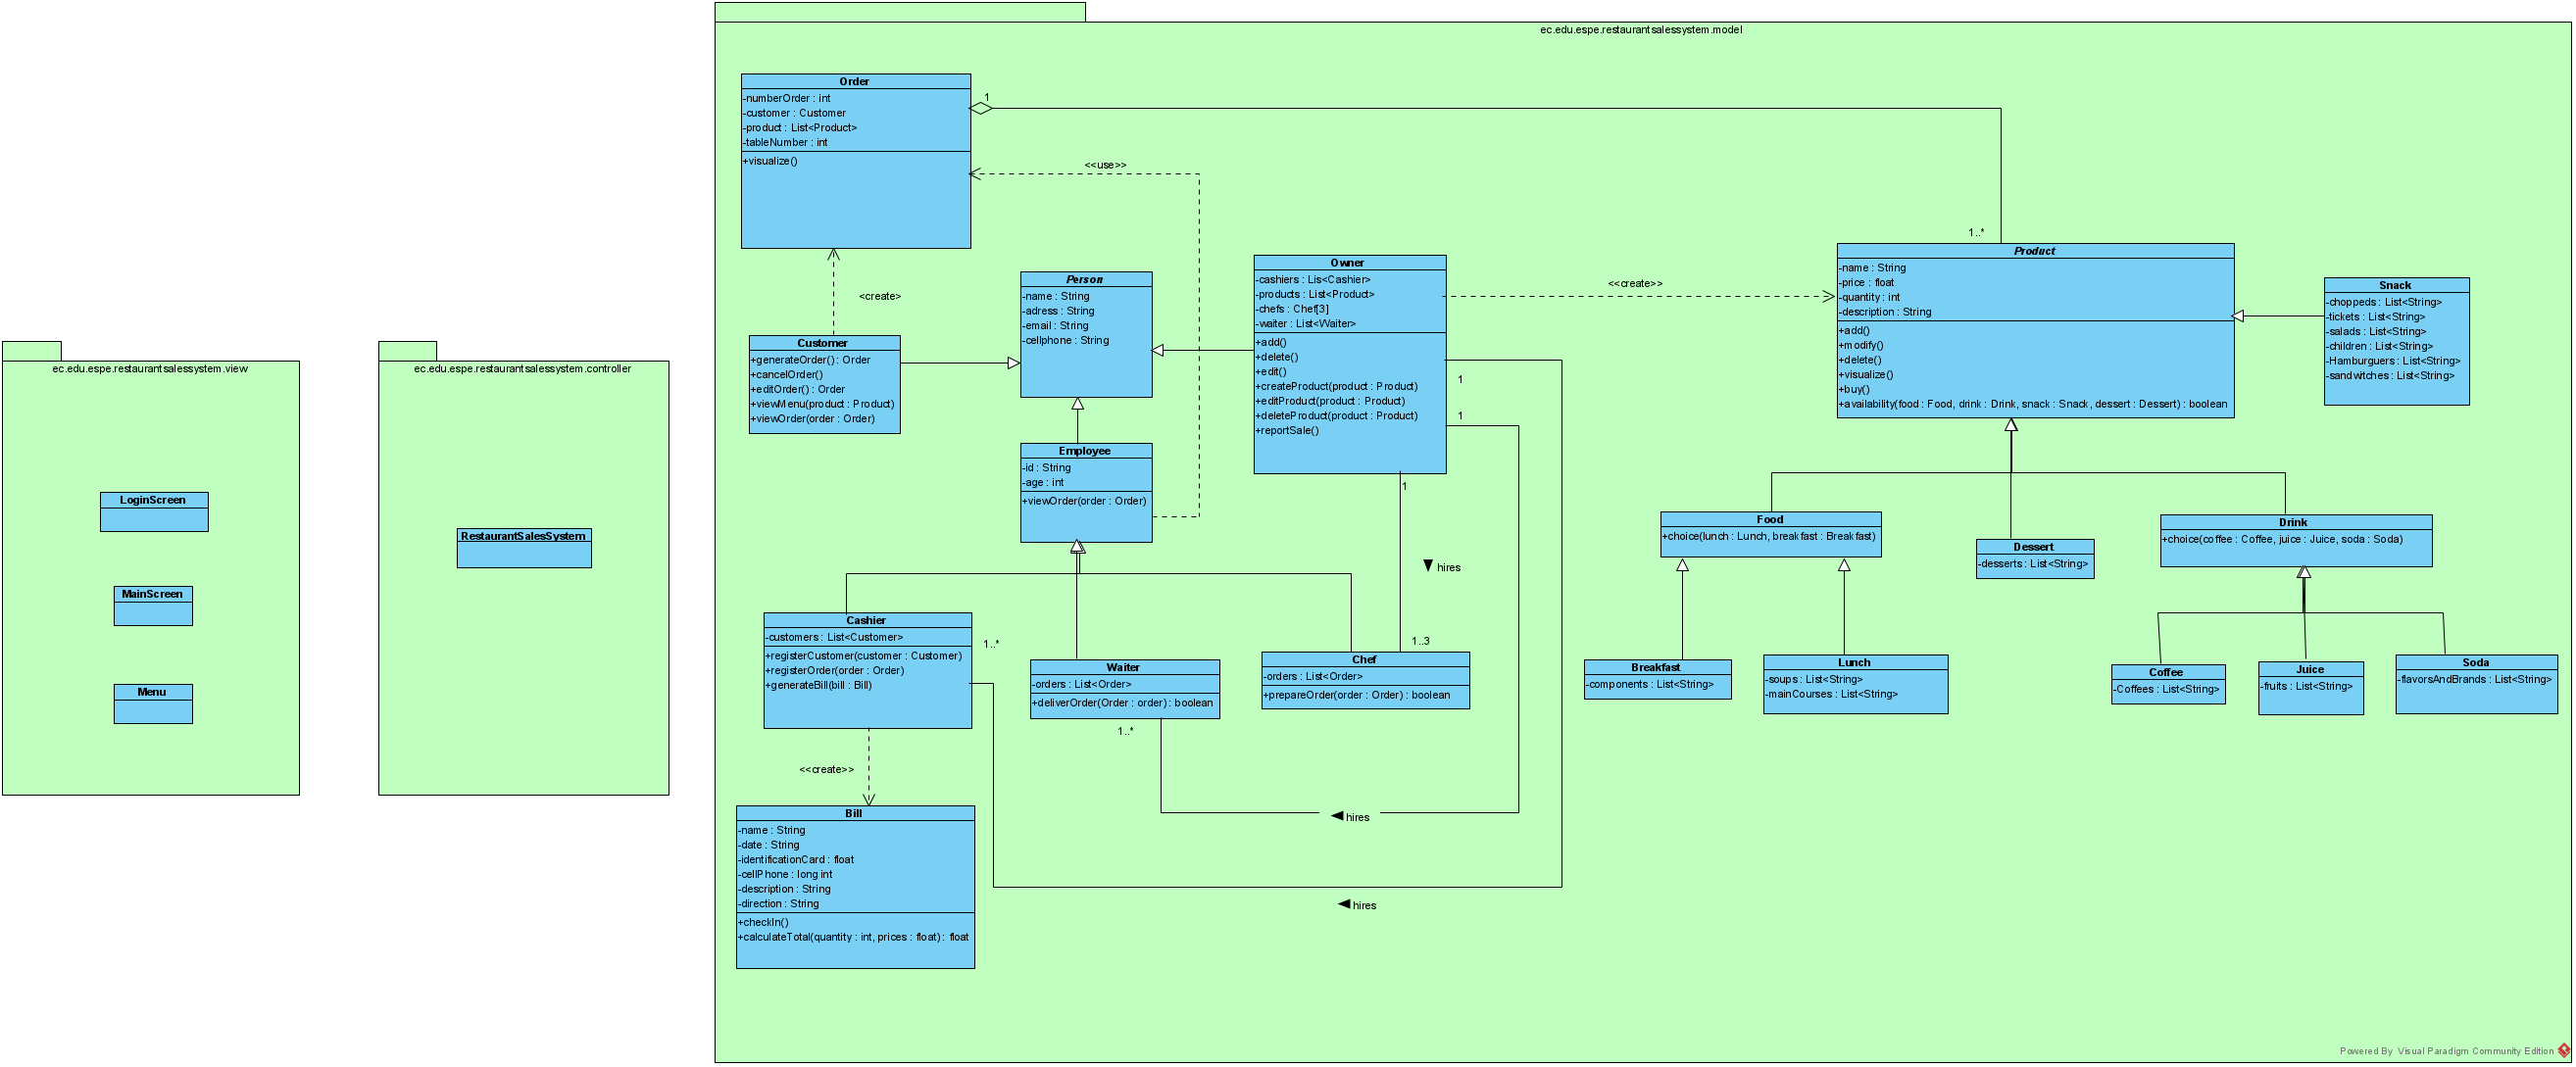 ec.edu.espe.restaurantsalessystem.view
LoginScreen
MainScreen
Menu
ec.edu.espe.restaurantsalessystem.controller
RestaurantSalesSystem
ec.edu.espe.restaurantsalessystem.model
Order
-numberOrder : int
-customer : Customer
-product : List<Product>
-tableNumber : int
+visualize()
1
<<use>>
1..*
<create>
Customer
+generateOrder() : Order
+cancelOrder()
+editOrder() : Order
+viewMenu(product : Product)
+viewOrder(order : Order)
Person
-name : String
-adress : String
-email : String
-cellphone : String
Owner
-cashiers : Lis<Cashier>
-products : List<Product>
-chefs : Chef[3]
-waiter : List<Waiter>
+add()
+delete()
+edit()
+createProduct(product : Product)
+editProduct(product : Product)
+deleteProduct(product : Product)
+reportSale()
1
1
1
<<create>>
Product
-name : String
-price : float
-quantity : int
-description : String
+add()
+modify()
+delete()
+visualize()
+buy()
+availability(food : Food, drink : Drink, snack : Snack, dessert : Dessert) : boolean
Snack
-choppeds : List<String>
-tickets : List<String>
-salads : List<String>
-children : List<String>
-Hamburguers : List<String>
-sandwitches : List<String>
Employee
-id : String
-age : int
+viewOrder(order : Order)
hires
Food
+choice(lunch : Lunch, breakfast : Breakfast)
Dessert
-desserts : List<String>
Drink
+choice(coffee : Coffee, juice : Juice, soda : Soda)
Cashier
-customers : List<Customer>
+registerCustomer(customer : Customer)
+registerOrder(order : Order)
+generateBill(bill : Bill)
1..*
Waiter
-orders : List<Order>
+deliverOrder(Order : order) : boolean
1..*
1..3
Chef
-orders : List<Order>
+prepareOrder(order : Order) : boolean
Breakfast
-components : List<String>
Lunch
-soups : List<String>
-mainCourses : List<String>
Coffee
-Coffees : List<String>
Juice
-fruits : List<String>
Soda
-flavorsAndBrands : List<String>
<<create>>
hires
hires
Bill
-name : String
-date : String
-identificationCard : float
-cellPhone : long int
-description : String
-direction : String
+checkIn()
+calculateTotal(quantity : int, prices : float) : float
Powered By Visual Paradigm Community Edition